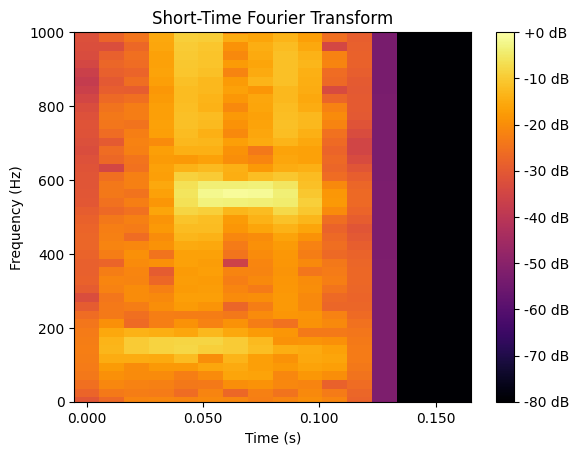 Short-Time Fourier Transform
1000
800
600
400
200
0
Frequency (Hz)
0.000
0.050
0.100
0.150
Time (s)
+0 dB
-10 dB
-20 dB
-30 dB
-40 dB
-50 dB
-60 dB
-70 dB
-80 dB